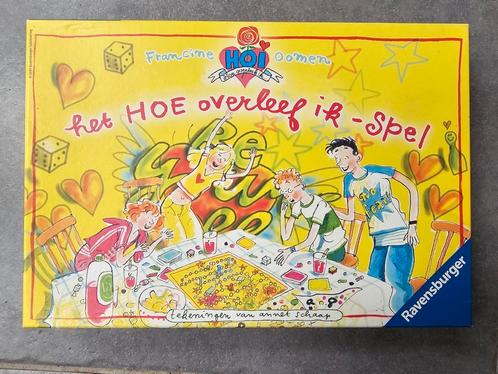 Francine HOI Oomen
het HOE overleef ik-Spel
tekeningen van annet schaap
Ravensburger